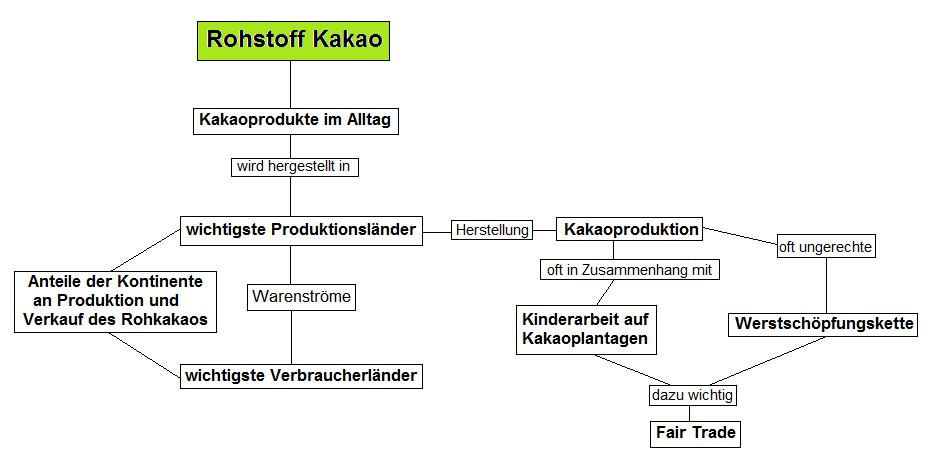 Rohstoff Kakao
Kakaoprodukte im Alltag
wird hergestellt in
wichtigste Produktionsländer
Herstellung
Kakaoproduktion
oft ungerechte
oft in Zusammenhang mit
Anteile der Kontinente
an Produktion und
Verkauf des Rohkakaos
Warenströme
Kinderarbeit auf
Kakaoplantagen
Werstschöpfungskette
wichtigste Verbraucherländer
dazu wichtig
Fair Trade